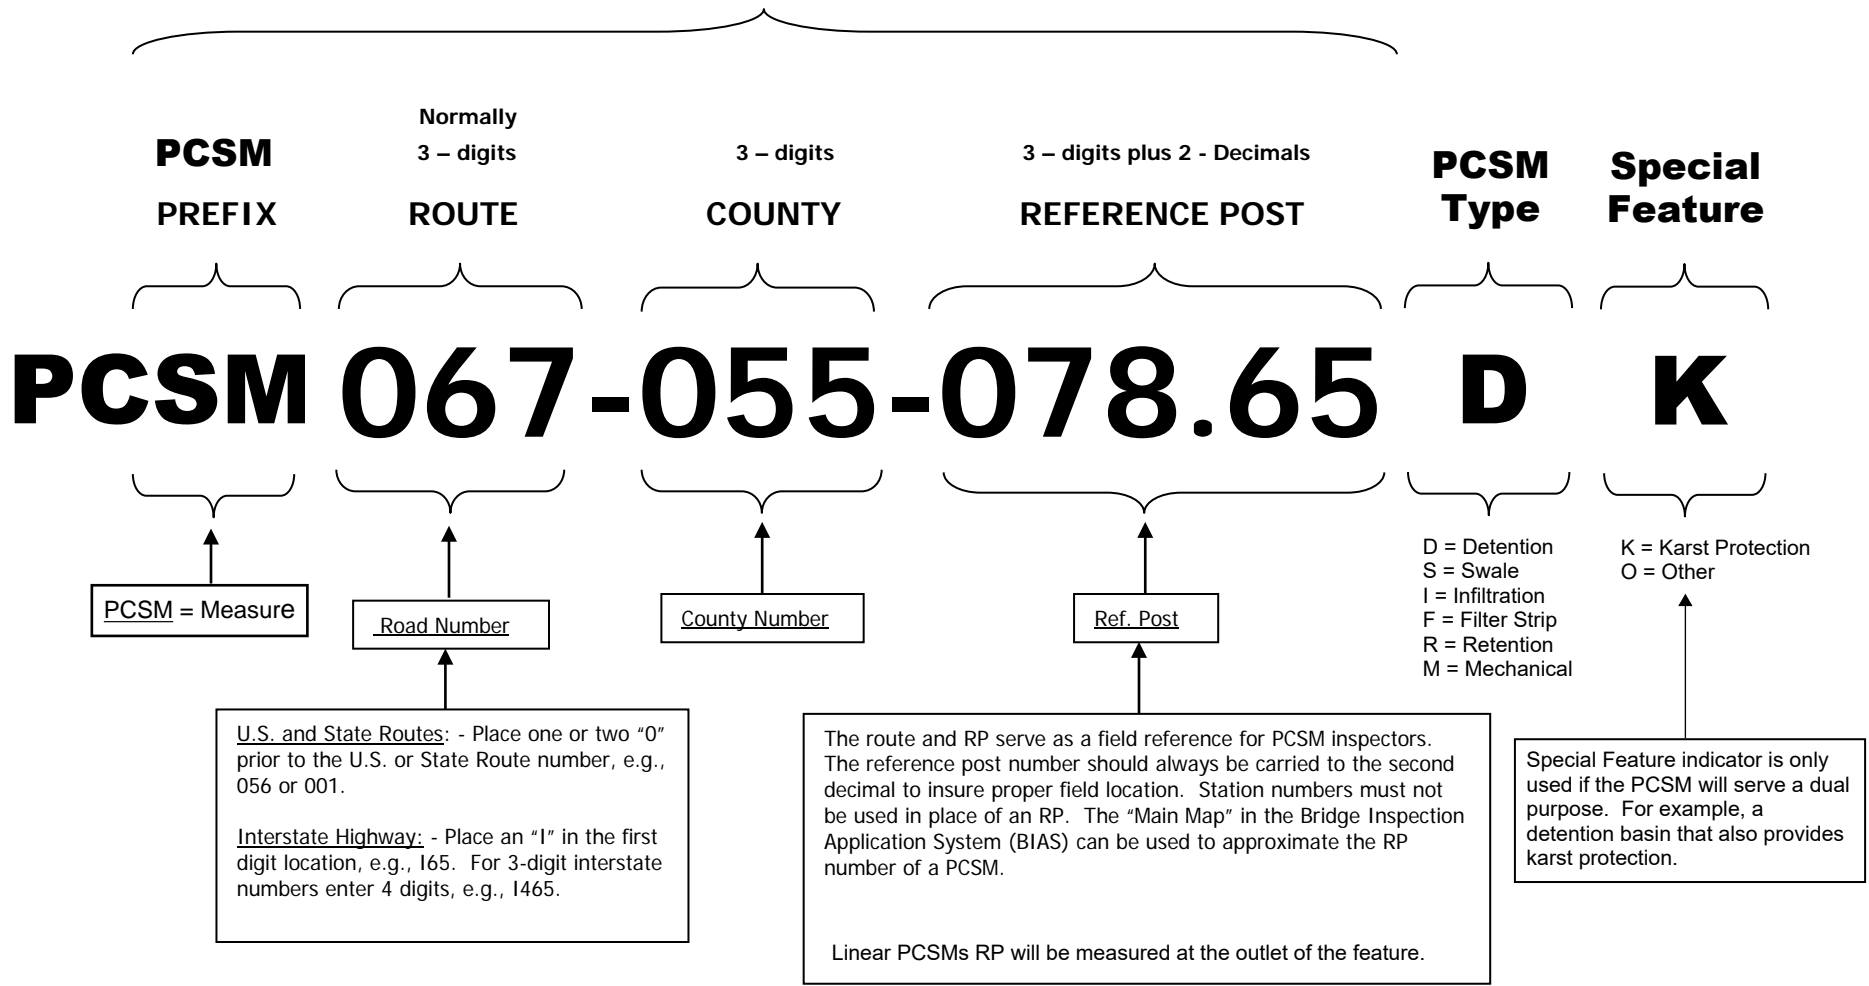 PCSM
PREFIX
Normally
3 – digits
ROUTE
3 – digits
COUNTY
3 – digits plus 2 - Decimals
REFERENCE POST
PCSM
Type
Special
Feature
PCSM 067-055-078.65 D K
PCSM = Measure
Road Number
County Number
Ref. Post
D = Detention
S = Swale
I = Infiltration
F = Filter Strip
R = Retention
M = Mechanical
K = Karst Protection
O = Other
U.S. and State Routes: - Place one or two “0”
prior to the U.S. or State Route number, e.g.,
056 or 001.
Interstate Highway: - Place an “I” in the first
digit location, e.g., I65. For 3-digit interstate
numbers enter 4 digits, e.g., I465.
The route and RP serve as a field reference for PCSM inspectors.
The reference post number should always be carried to the second
decimal to insure proper field location. Station numbers must not
be used in place of an RP. The “Main Map” in the Bridge Inspection
Application System (BIAS) can be used to approximate the RP
number of a PCSM.
Linear PCSMs RP will be measured at the outlet of the feature.
Special Feature indicator is only
used if the PCSM will serve a dual
purpose. For example, a
detention basin that also provides
karst protection.